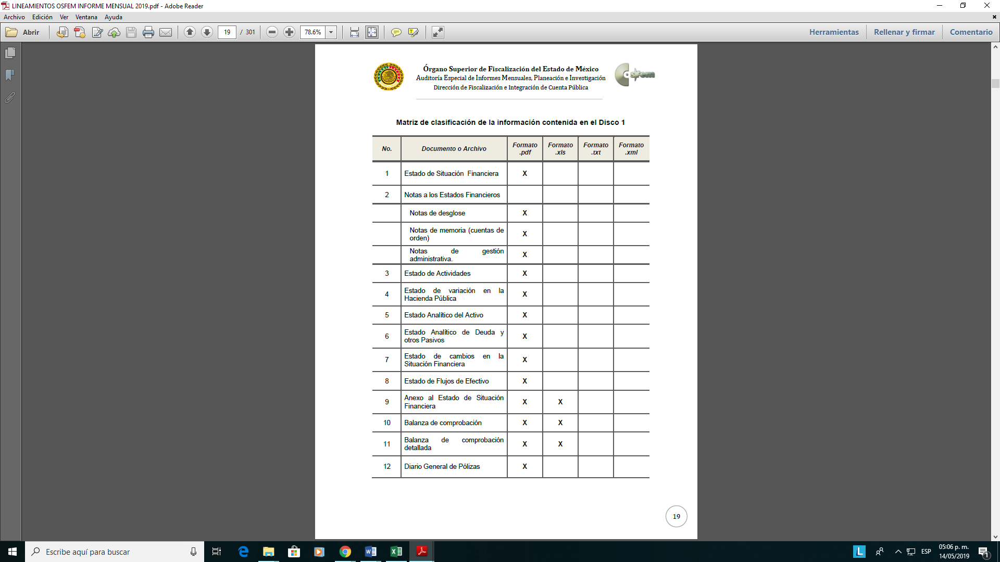 LINEAMIENTOS OSFEM INFORME MENSUAL 2019.pdf - Adobe Reader
Archivo Edición Ver Ventana Ayuda
Abrir 19 / 301 78.6% Herramientas Rellenar y firmar Comentario
Órgano Superior de Fiscalización del Estado de México
Auditoría Especial de Informes Mensuales, Planeación e Investigación
Dirección de Fiscalización e Integración de Cuenta Pública
osfem
Matriz de clasificación de la información contenida en el Disco 1
No. Documento o Archivo Formato .pdf Formato .xls Formato .txt Formato .xml
1 Estado de Situación Financiera X
2 Notas a los Estados Financieros
Notas de desglose X
Notas de memoria (cuentas de
orden) X
Notas de gestión
administrativa. X
3 Estado de Actividades X
4 Estado de variación en la
Hacienda Pública X
5 Estado Analítico del Activo X
6 Estado Analítico de Deuda y
otros Pasivos X
7 Estado de cambios en la
Situación Financiera X
8 Estado de Flujos de Efectivo X
9 Anexo al Estado de Situación
Financiera X X
10 Balanza de comprobación X X
11 Balanza de comprobación
detallada X X
12 Diario General de Pólizas X
19
Escribe aquí para buscar
ESP
05:06 p. m.
14/05/2019
1